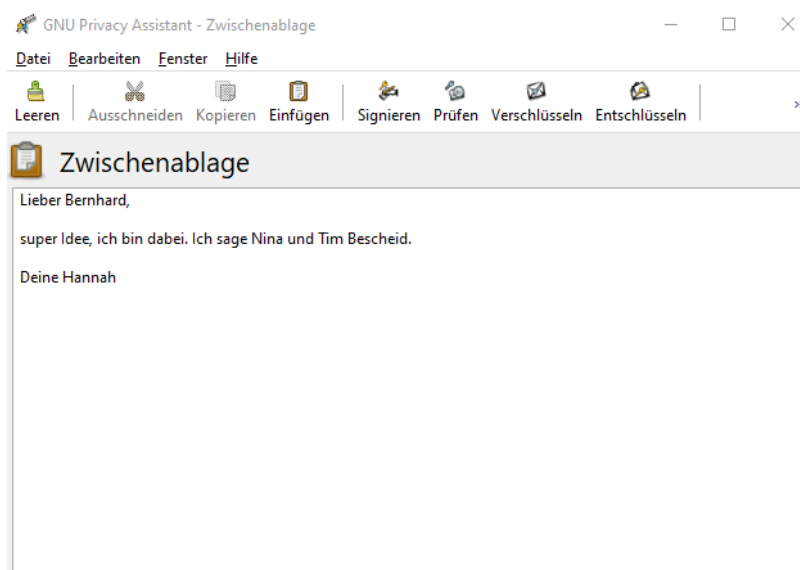 GNU Privacy Assistant - Zwischenablage
Datei Bearbeiten Fenster Hilfe
Leeren Ausschneiden Kopieren Einfügen Signieren Prüfen Verschlüsseln Entschlüsseln
Zwischenablage
Lieber Bernhard,
super Idee, ich bin dabei. Ich sage Nina und Tim Bescheid.
Deine Hannah